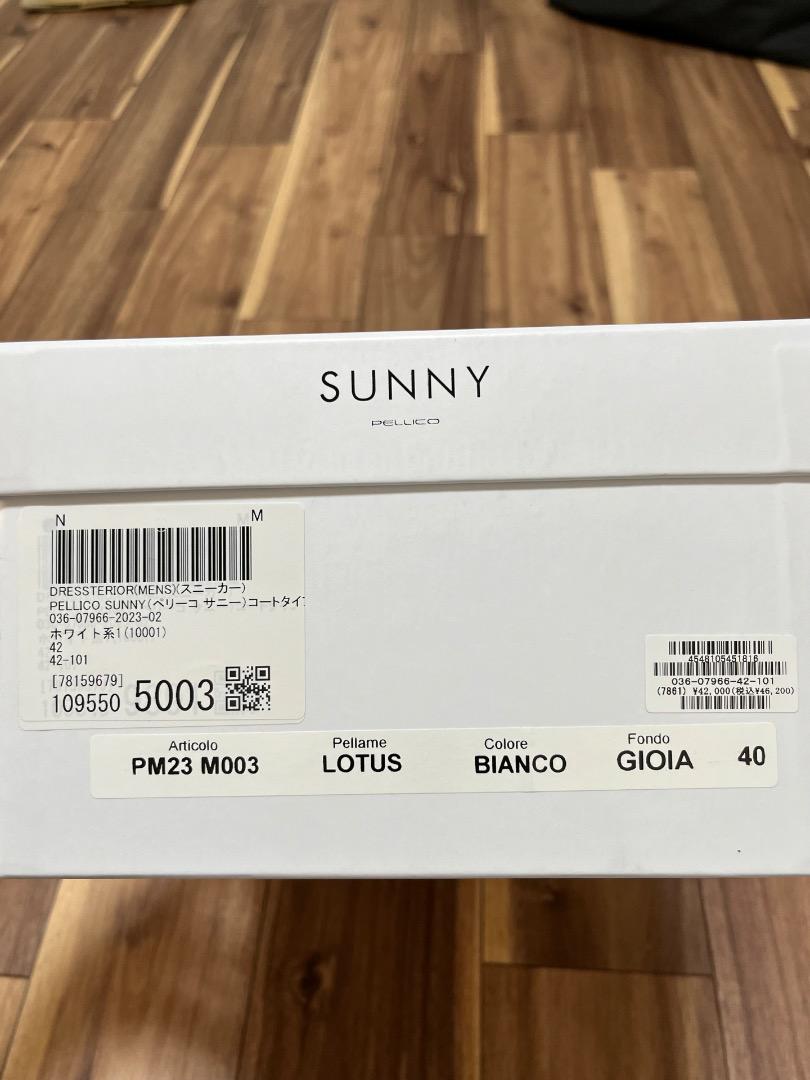 SUNNY
PELLICO
N M
DRESSTERIOR(MENS)(スニーカー)
PELLICO SUNNY(ペリーコ サニー)コートタイ
036-07966-2023-02
ホワイト系1(10001)
42
42-101
[78159679]
109550 5003
4548105451816
036-07966-42-101
(7861) ¥42,000(税込¥46,200)
Articolo Pellame Colore Fondo
PM23 M003 LOTUS BIANCO GIOIA 40